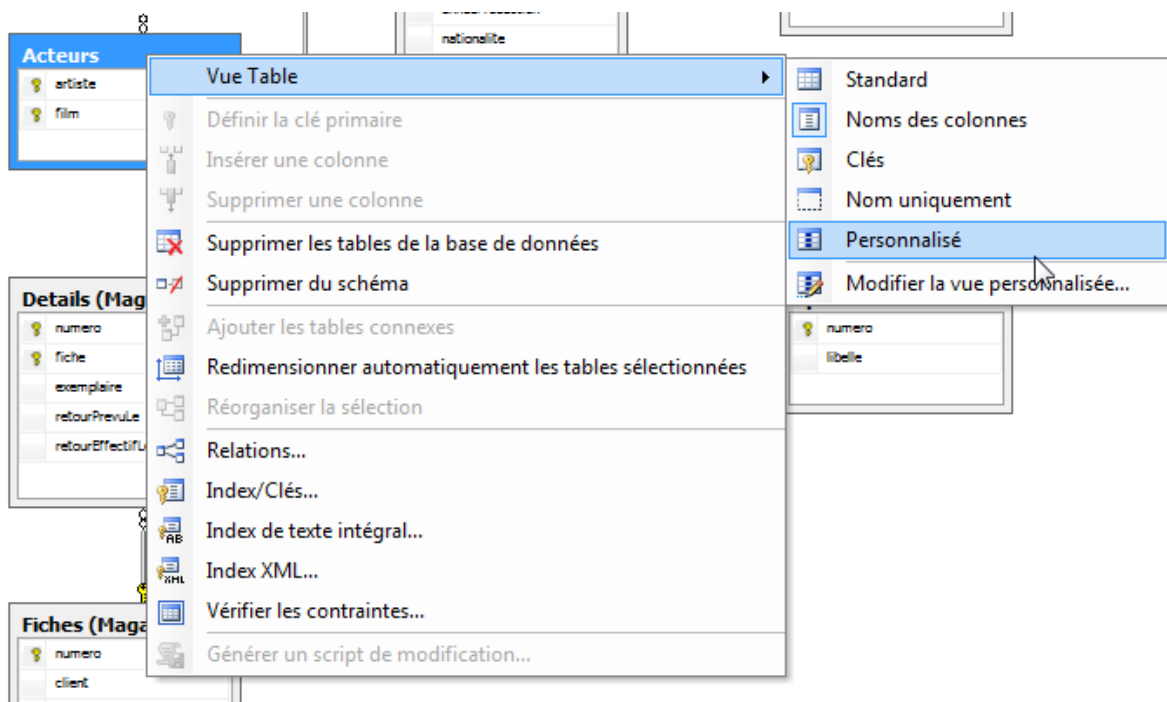 nationalite
Acteurs
artiste
film
Vue Table
Définir la clé primaire
Insérer une colonne
Supprimer une colonne
Supprimer les tables de la base de données
Supprimer du schéma
Ajouter les tables connexes
Redimensionner automatiquement les tables sélectionnées
Réorganiser la sélection
Relations...
Index/Clés...
Index de texte intégral...
Index XML...
Vérifier les contraintes...
Générer un script de modification...
Standard
Noms des colonnes
Clés
Nom uniquement
Personnalisé
Modifier la vue personnalisée...
Details (Mag
numero
fiche
exemplaire
retourPrevuLe
retourEffectifL
numero
libelle
Fiches (Maga
numero
client